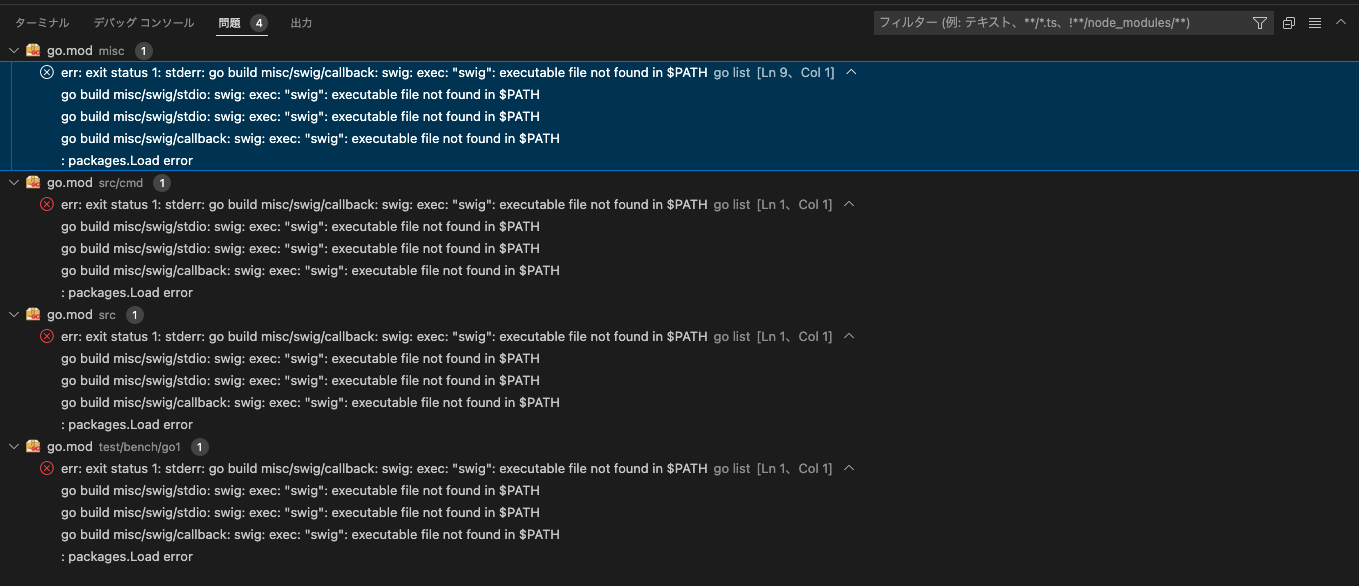 ターミナル デバッグ コンソール 問題 4 出力 フィルター (例: テキスト、**/*.ts、!**/node_modules/**)
go.mod misc 1
err: exit status 1: stderr: go build misc/swig/callback: swig: exec: "swig": executable file not found in $PATH go list [Ln 9、Col 1]
go build misc/swig/stdio: swig: exec: "swig": executable file not found in $PATH
go build misc/swig/stdio: swig: exec: "swig": executable file not found in $PATH
go build misc/swig/callback: swig: exec: "swig": executable file not found in $PATH
: packages.Load error
go.mod src/cmd 1
err: exit status 1: stderr: go build misc/swig/callback: swig: exec: "swig": executable file not found in $PATH go list [Ln 1、Col 1]
go build misc/swig/stdio: swig: exec: "swig": executable file not found in $PATH
go build misc/swig/stdio: swig: exec: "swig": executable file not found in $PATH
go build misc/swig/callback: swig: exec: "swig": executable file not found in $PATH
: packages.Load error
go.mod src 1
err: exit status 1: stderr: go build misc/swig/callback: swig: exec: "swig": executable file not found in $PATH go list [Ln 1、Col 1]
go build misc/swig/stdio: swig: exec: "swig": executable file not found in $PATH
go build misc/swig/stdio: swig: exec: "swig": executable file not found in $PATH
go build misc/swig/callback: swig: exec: "swig": executable file not found in $PATH
: packages.Load error
go.mod test/bench/go1 1
err: exit status 1: stderr: go build misc/swig/callback: swig: exec: "swig": executable file not found in $PATH go list [Ln 1、Col 1]
go build misc/swig/stdio: swig: exec: "swig": executable file not found in $PATH
go build misc/swig/stdio: swig: exec: "swig": executable file not found in $PATH
go build misc/swig/callback: swig: exec: "swig": executable file not found in $PATH
: packages.Load error